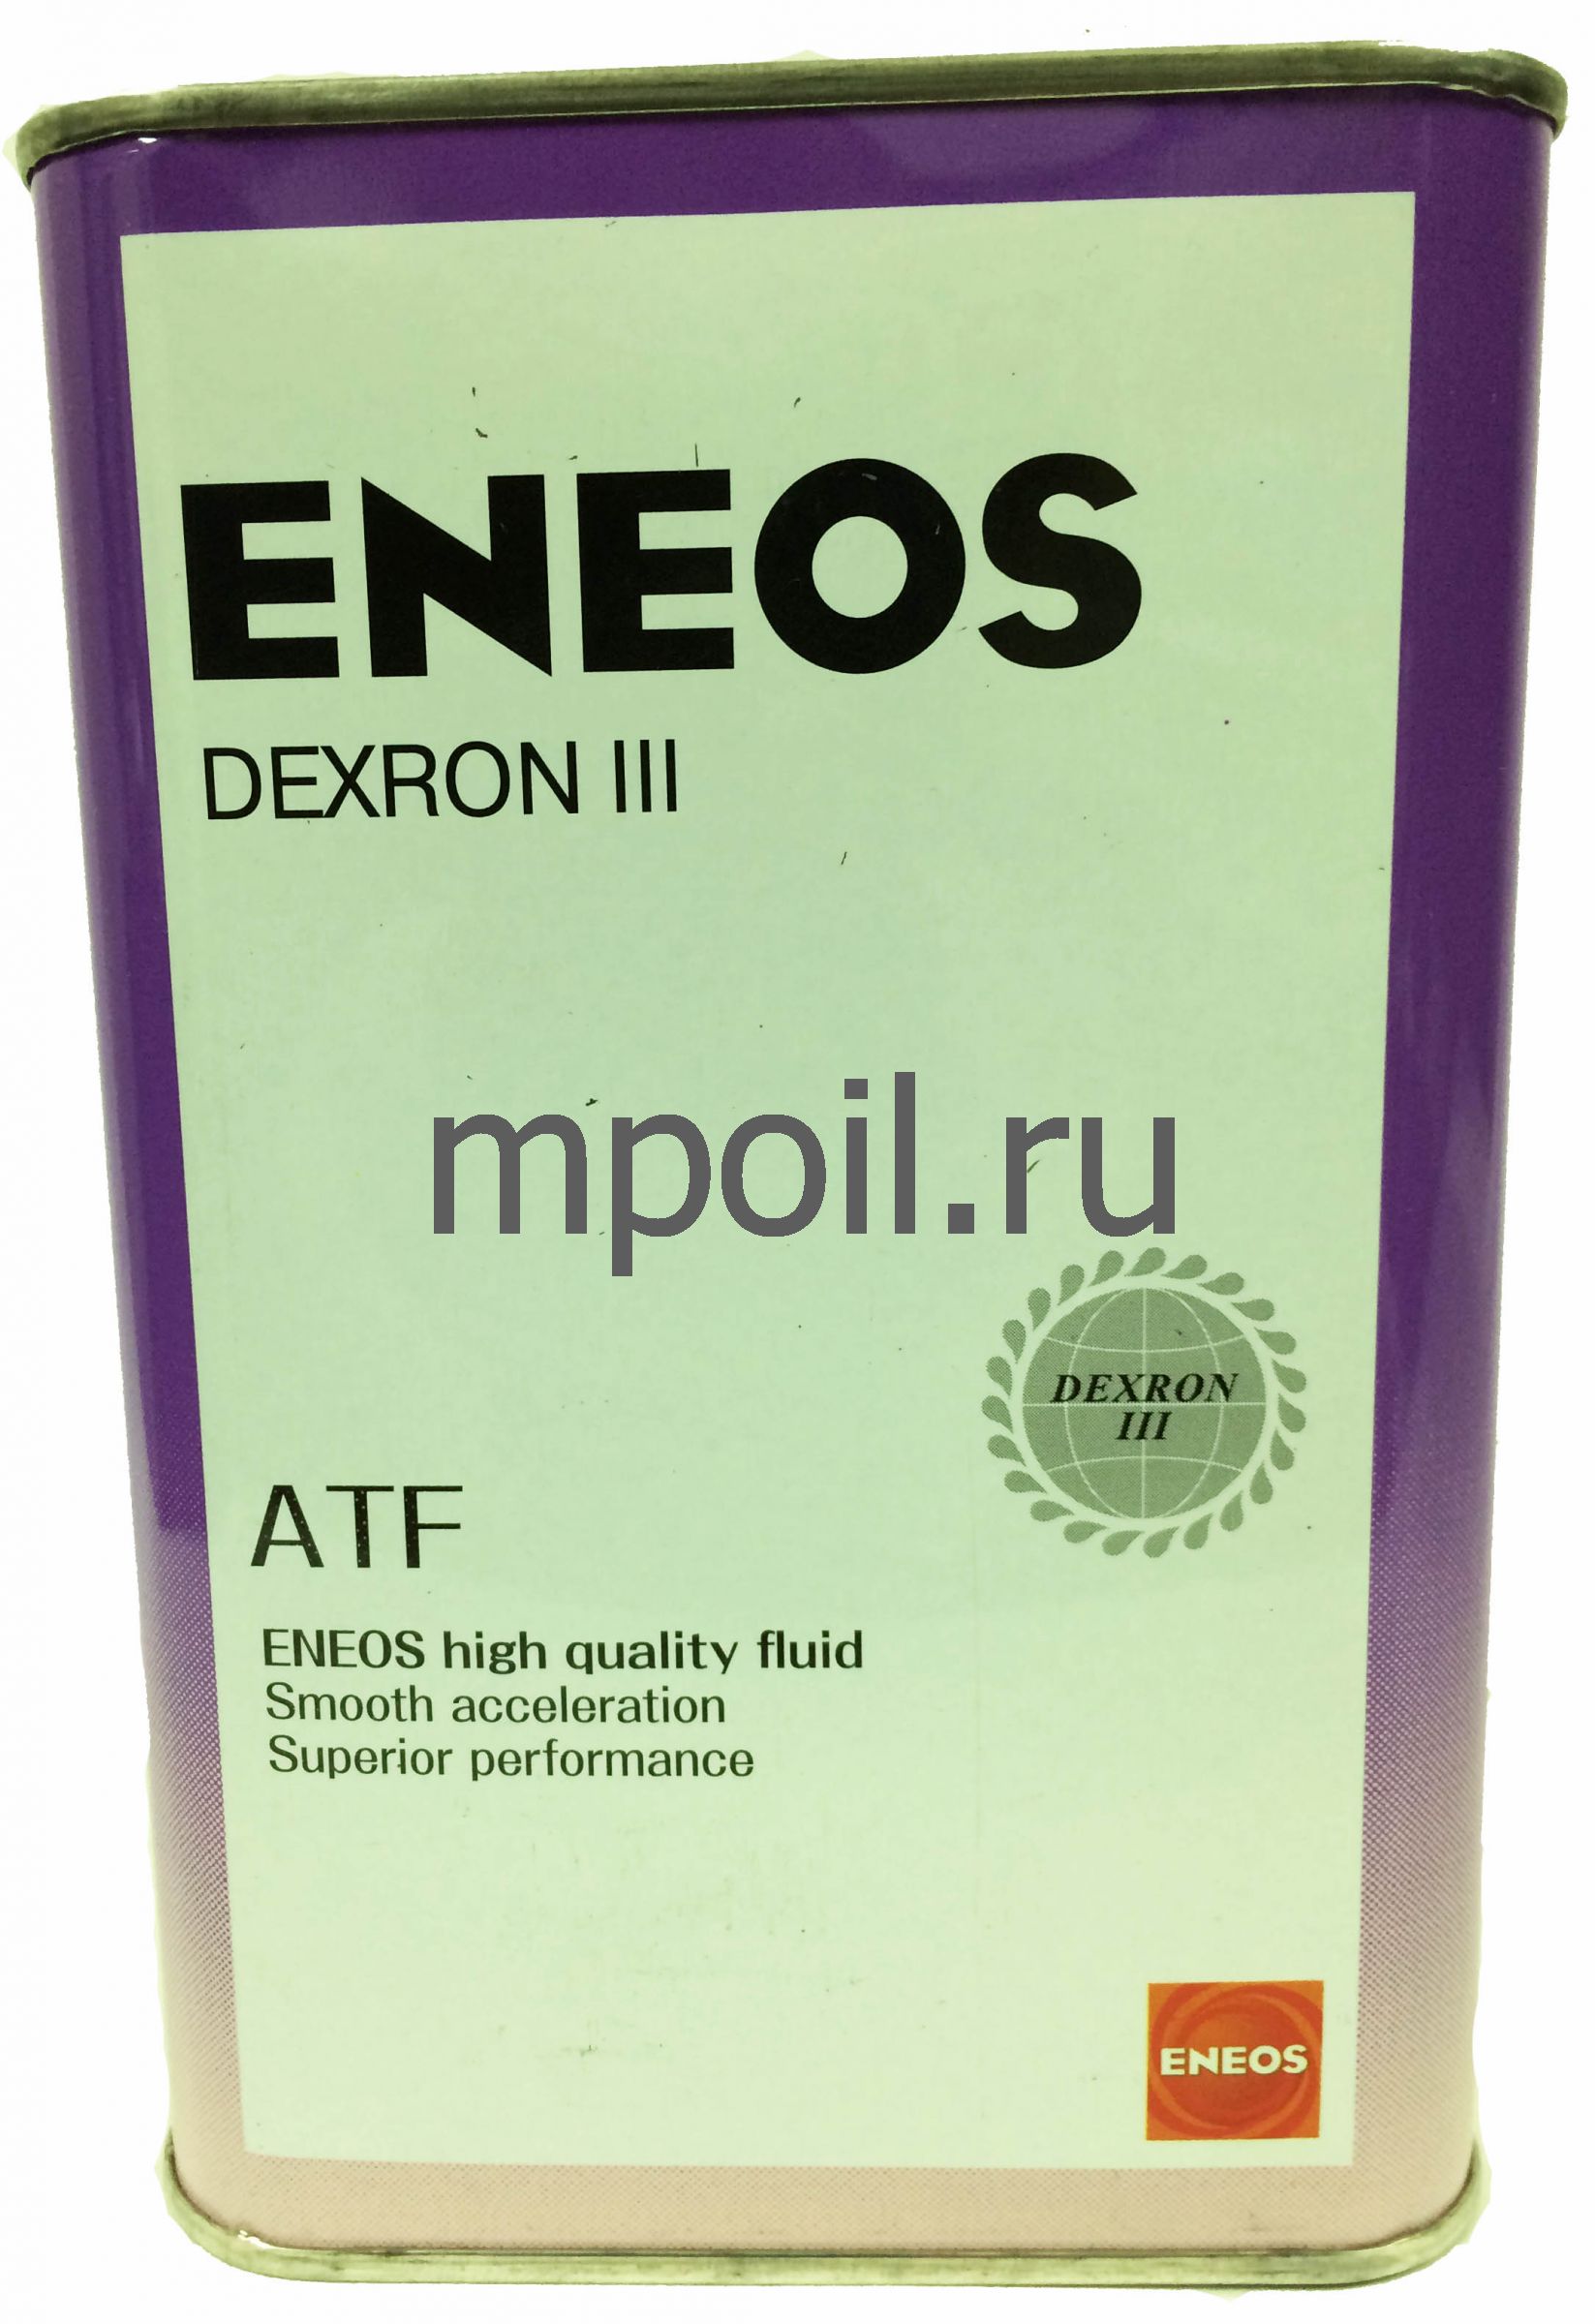 ENEOS
DEXRON III
mpoil.ru
DEXRON
III
ATF
ENEOS high quality fluid
Smooth acceleration
Superior performance
ENEOS